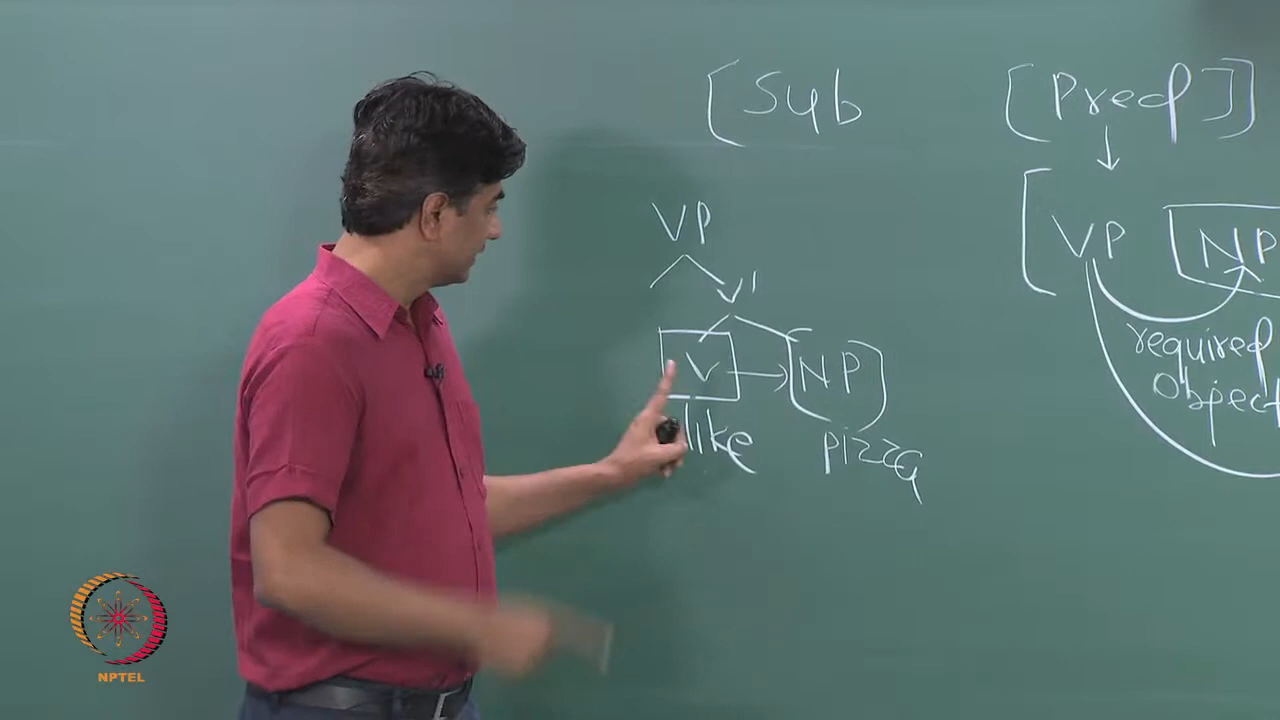 [Sub [Pred]]
VP [VP [NP
V'
required
V [NP] Object
like pizza
NPTEL